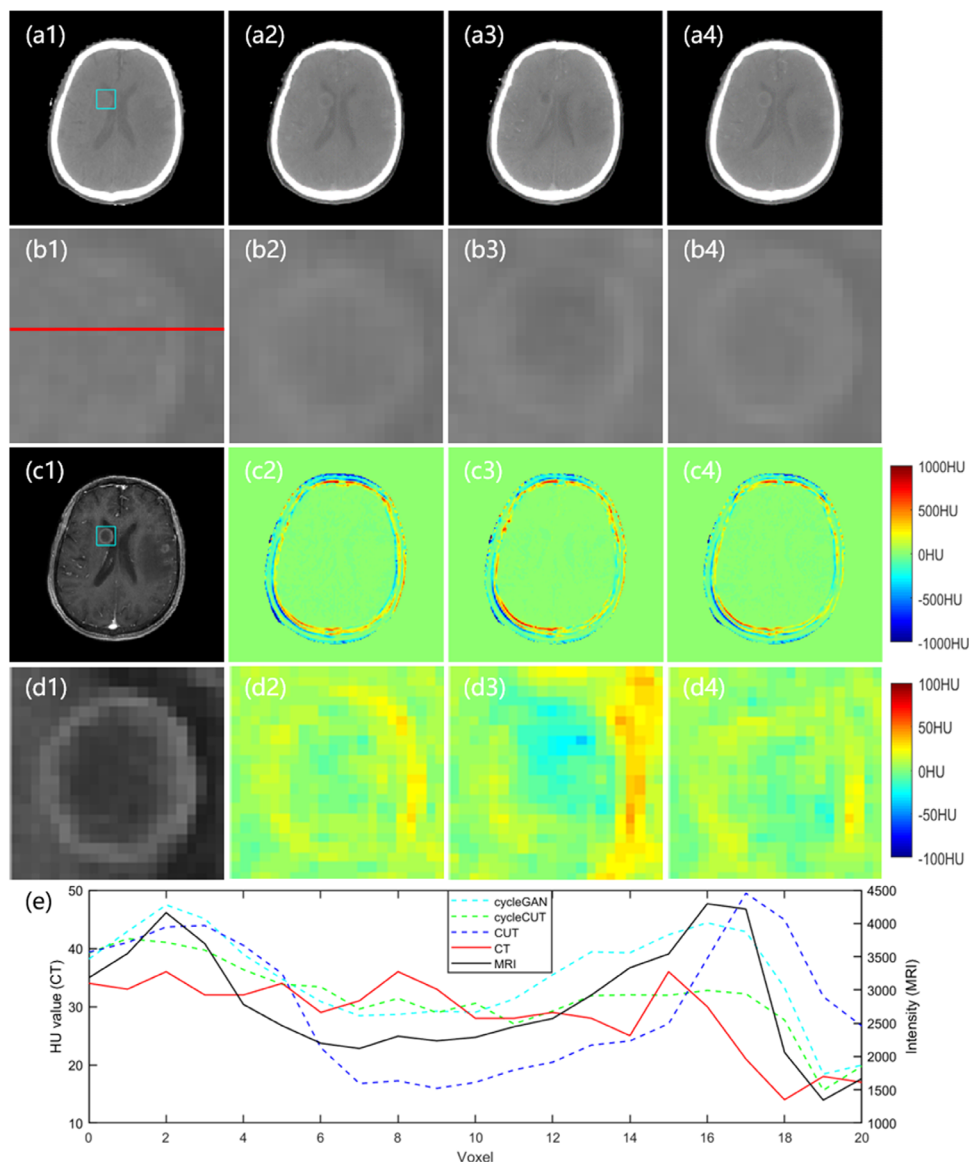 (a1) (a2) (a3) (a4)
(b1) (b2) (b3) (b4)
(c1) (c2) (c3) (c4)
1000HU
500HU
0HU
-500HU
-1000HU
(d1) (d2) (d3) (d4)
100HU
50HU
0HU
-50HU
-100HU
(e)
HU value (CT)
50
40
30
20
10
cycleGAN
cycleCUT
CUT
CT
MRI
4500
4000
3500
3000
2500
2000
1500
1000
Intensity (MRI)
0 2 4 6 8 10 12 14 16 18 20
Voxel